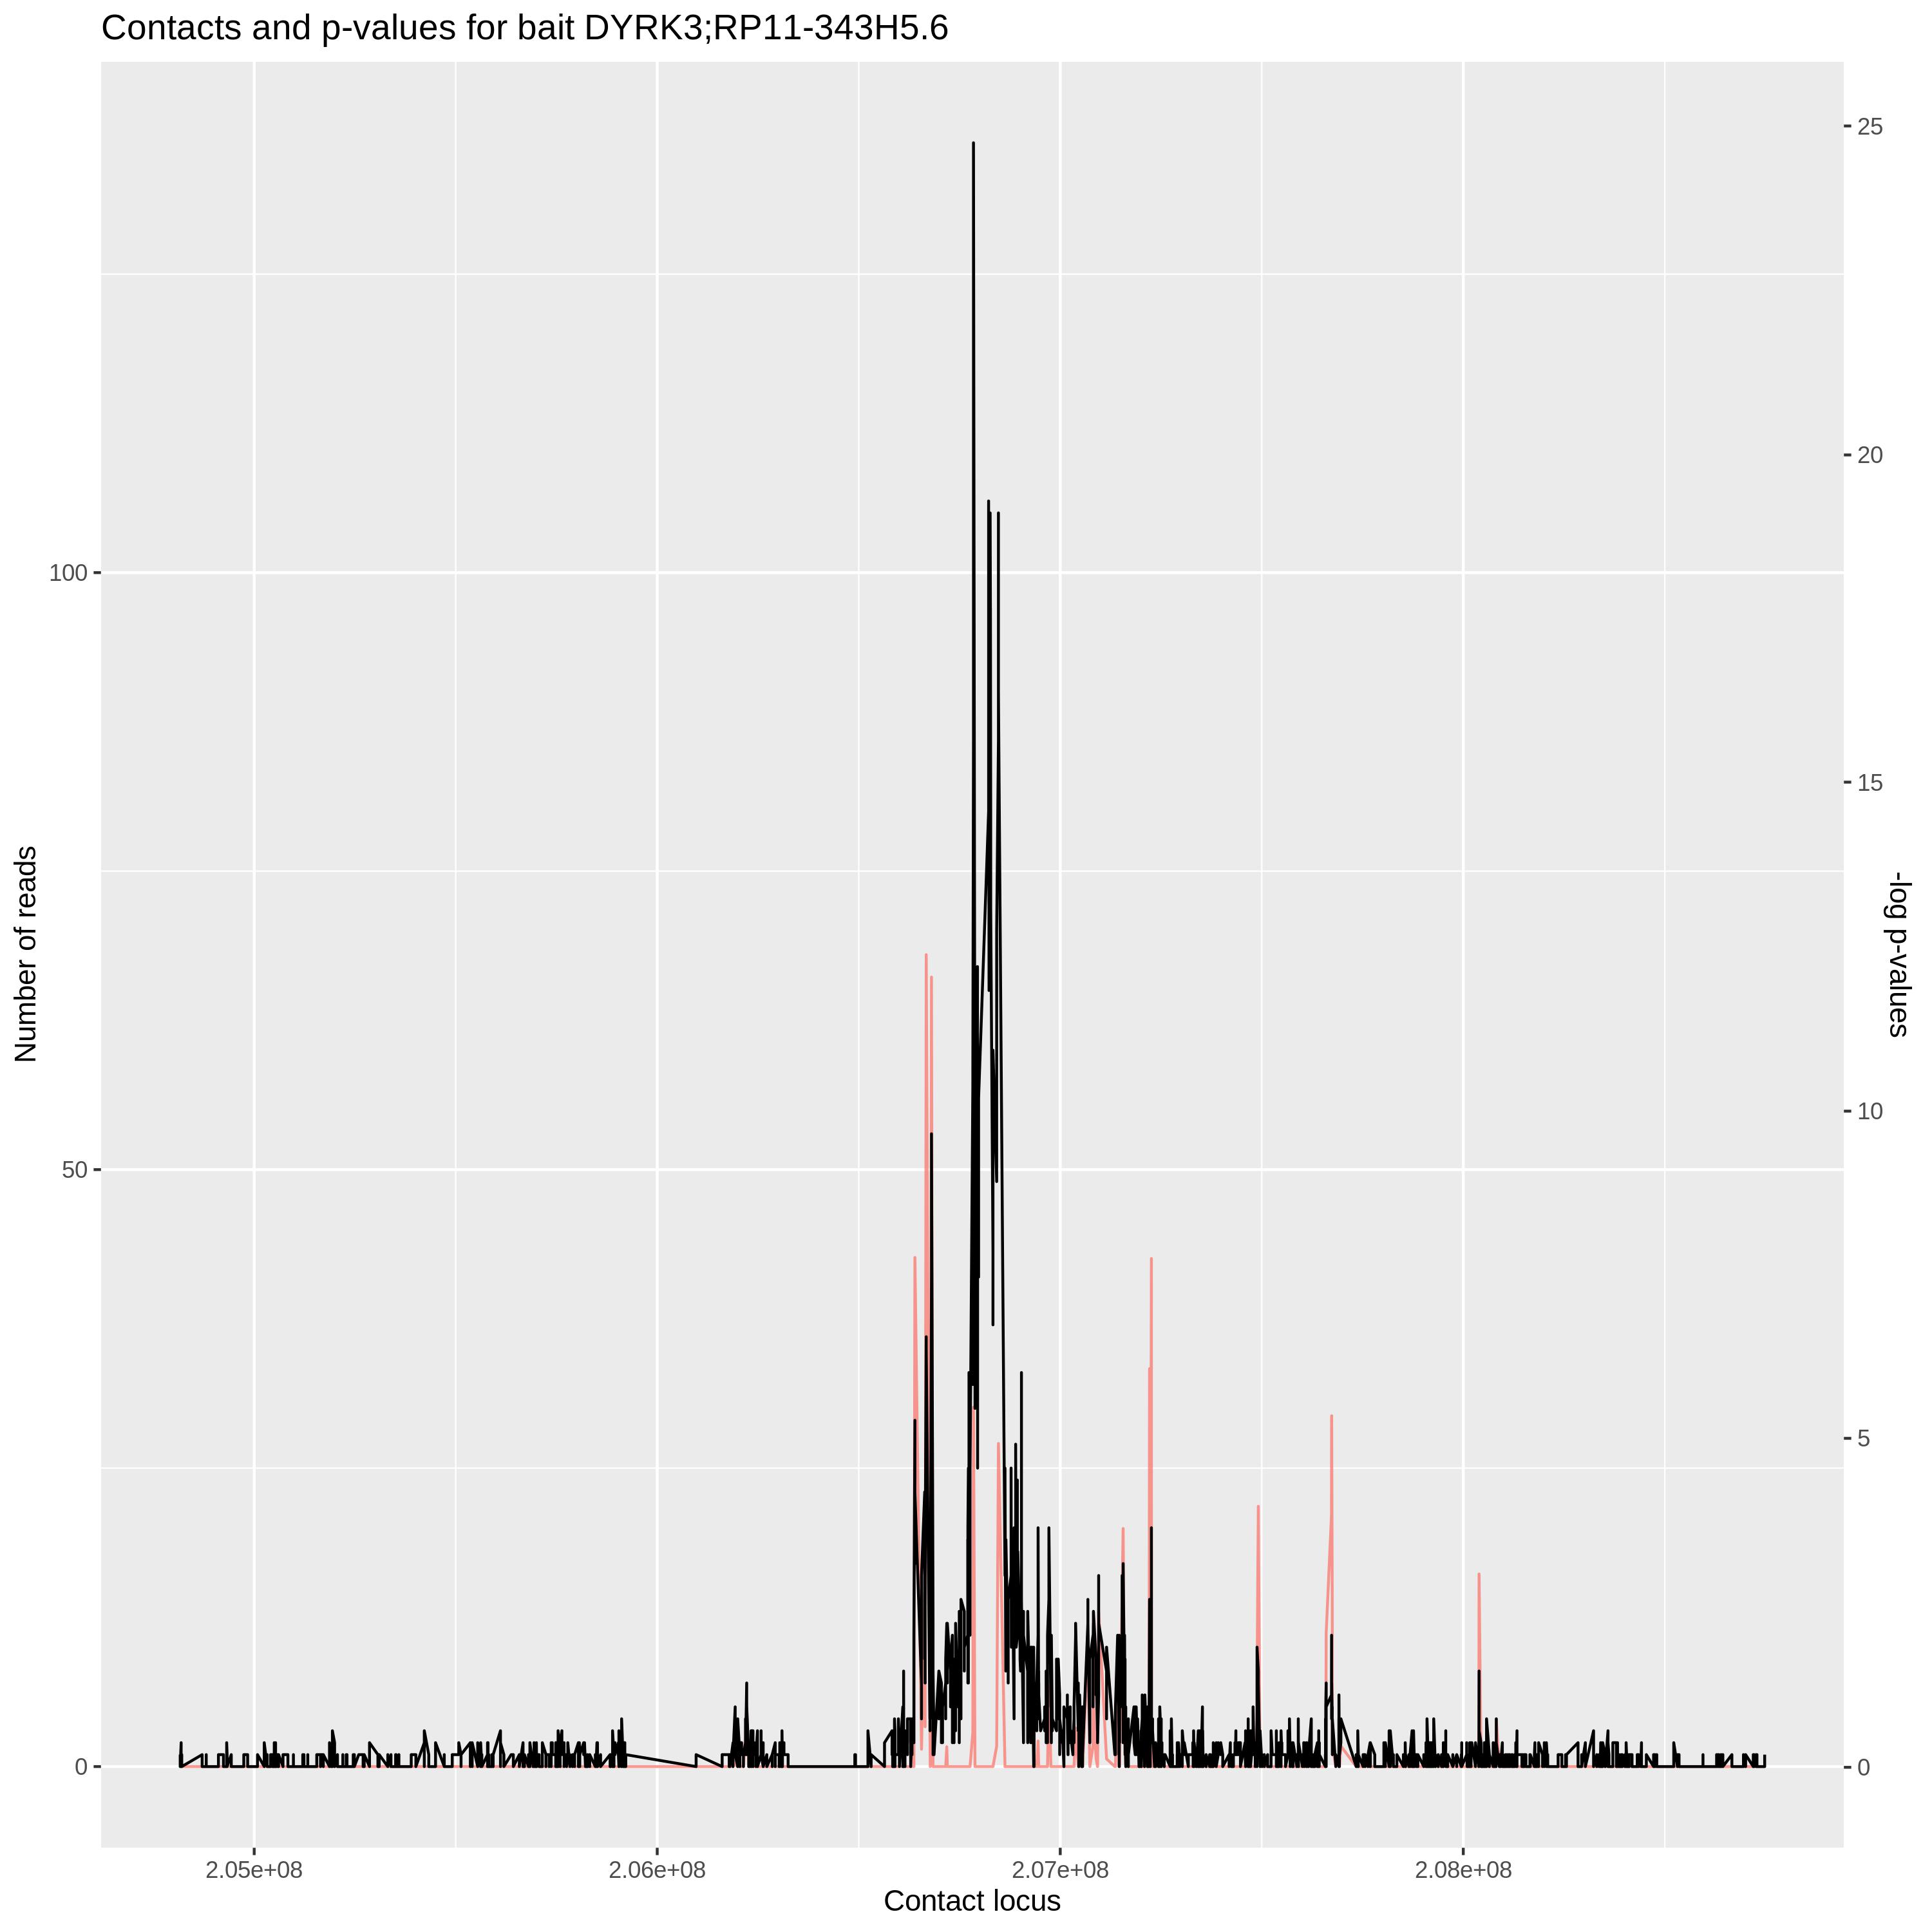 Contacts and p-values for bait DYRK3;RP11-343H5.6
25
20
100
15
Number of reads
-log p-values
10
50
5
0
0
2.05e+08
2.06e+08
2.07e+08
2.08e+08
Contact locus